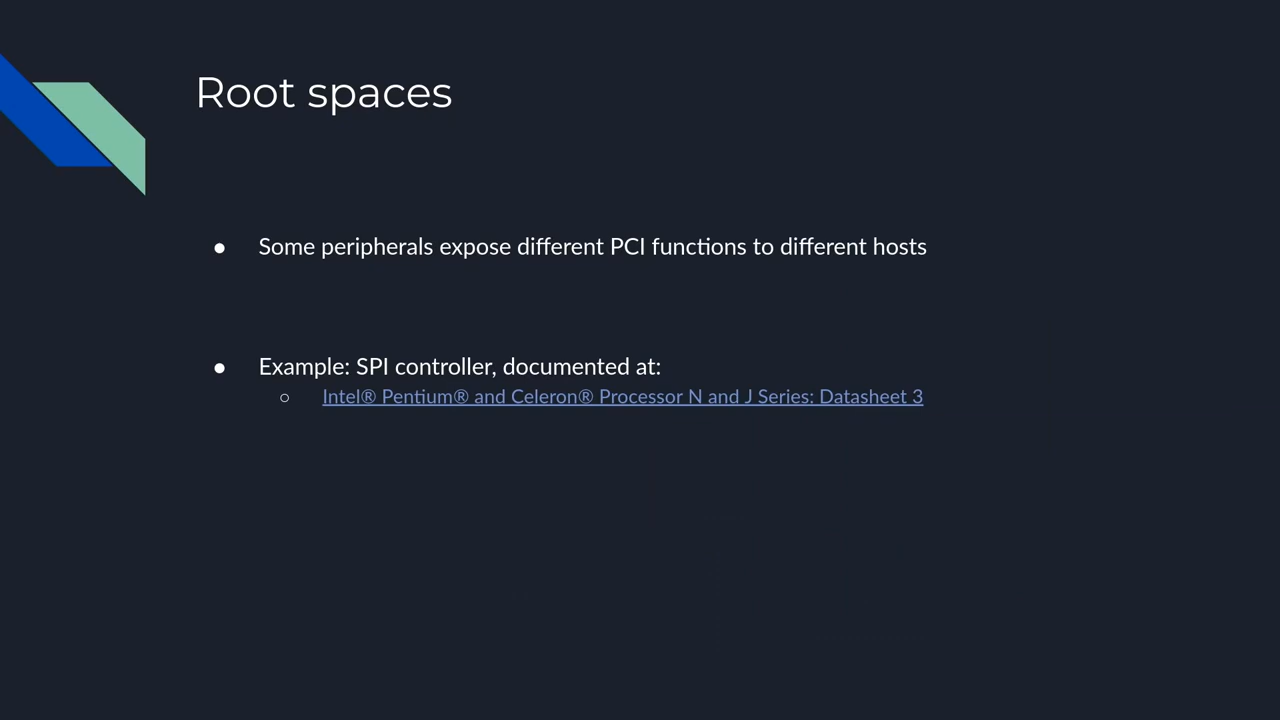 Root spaces
● Some peripherals expose different PCI functions to different hosts
● Example: SPI controller, documented at:
○ Intel® Pentium® and Celeron® Processor N and J Series: Datasheet 3